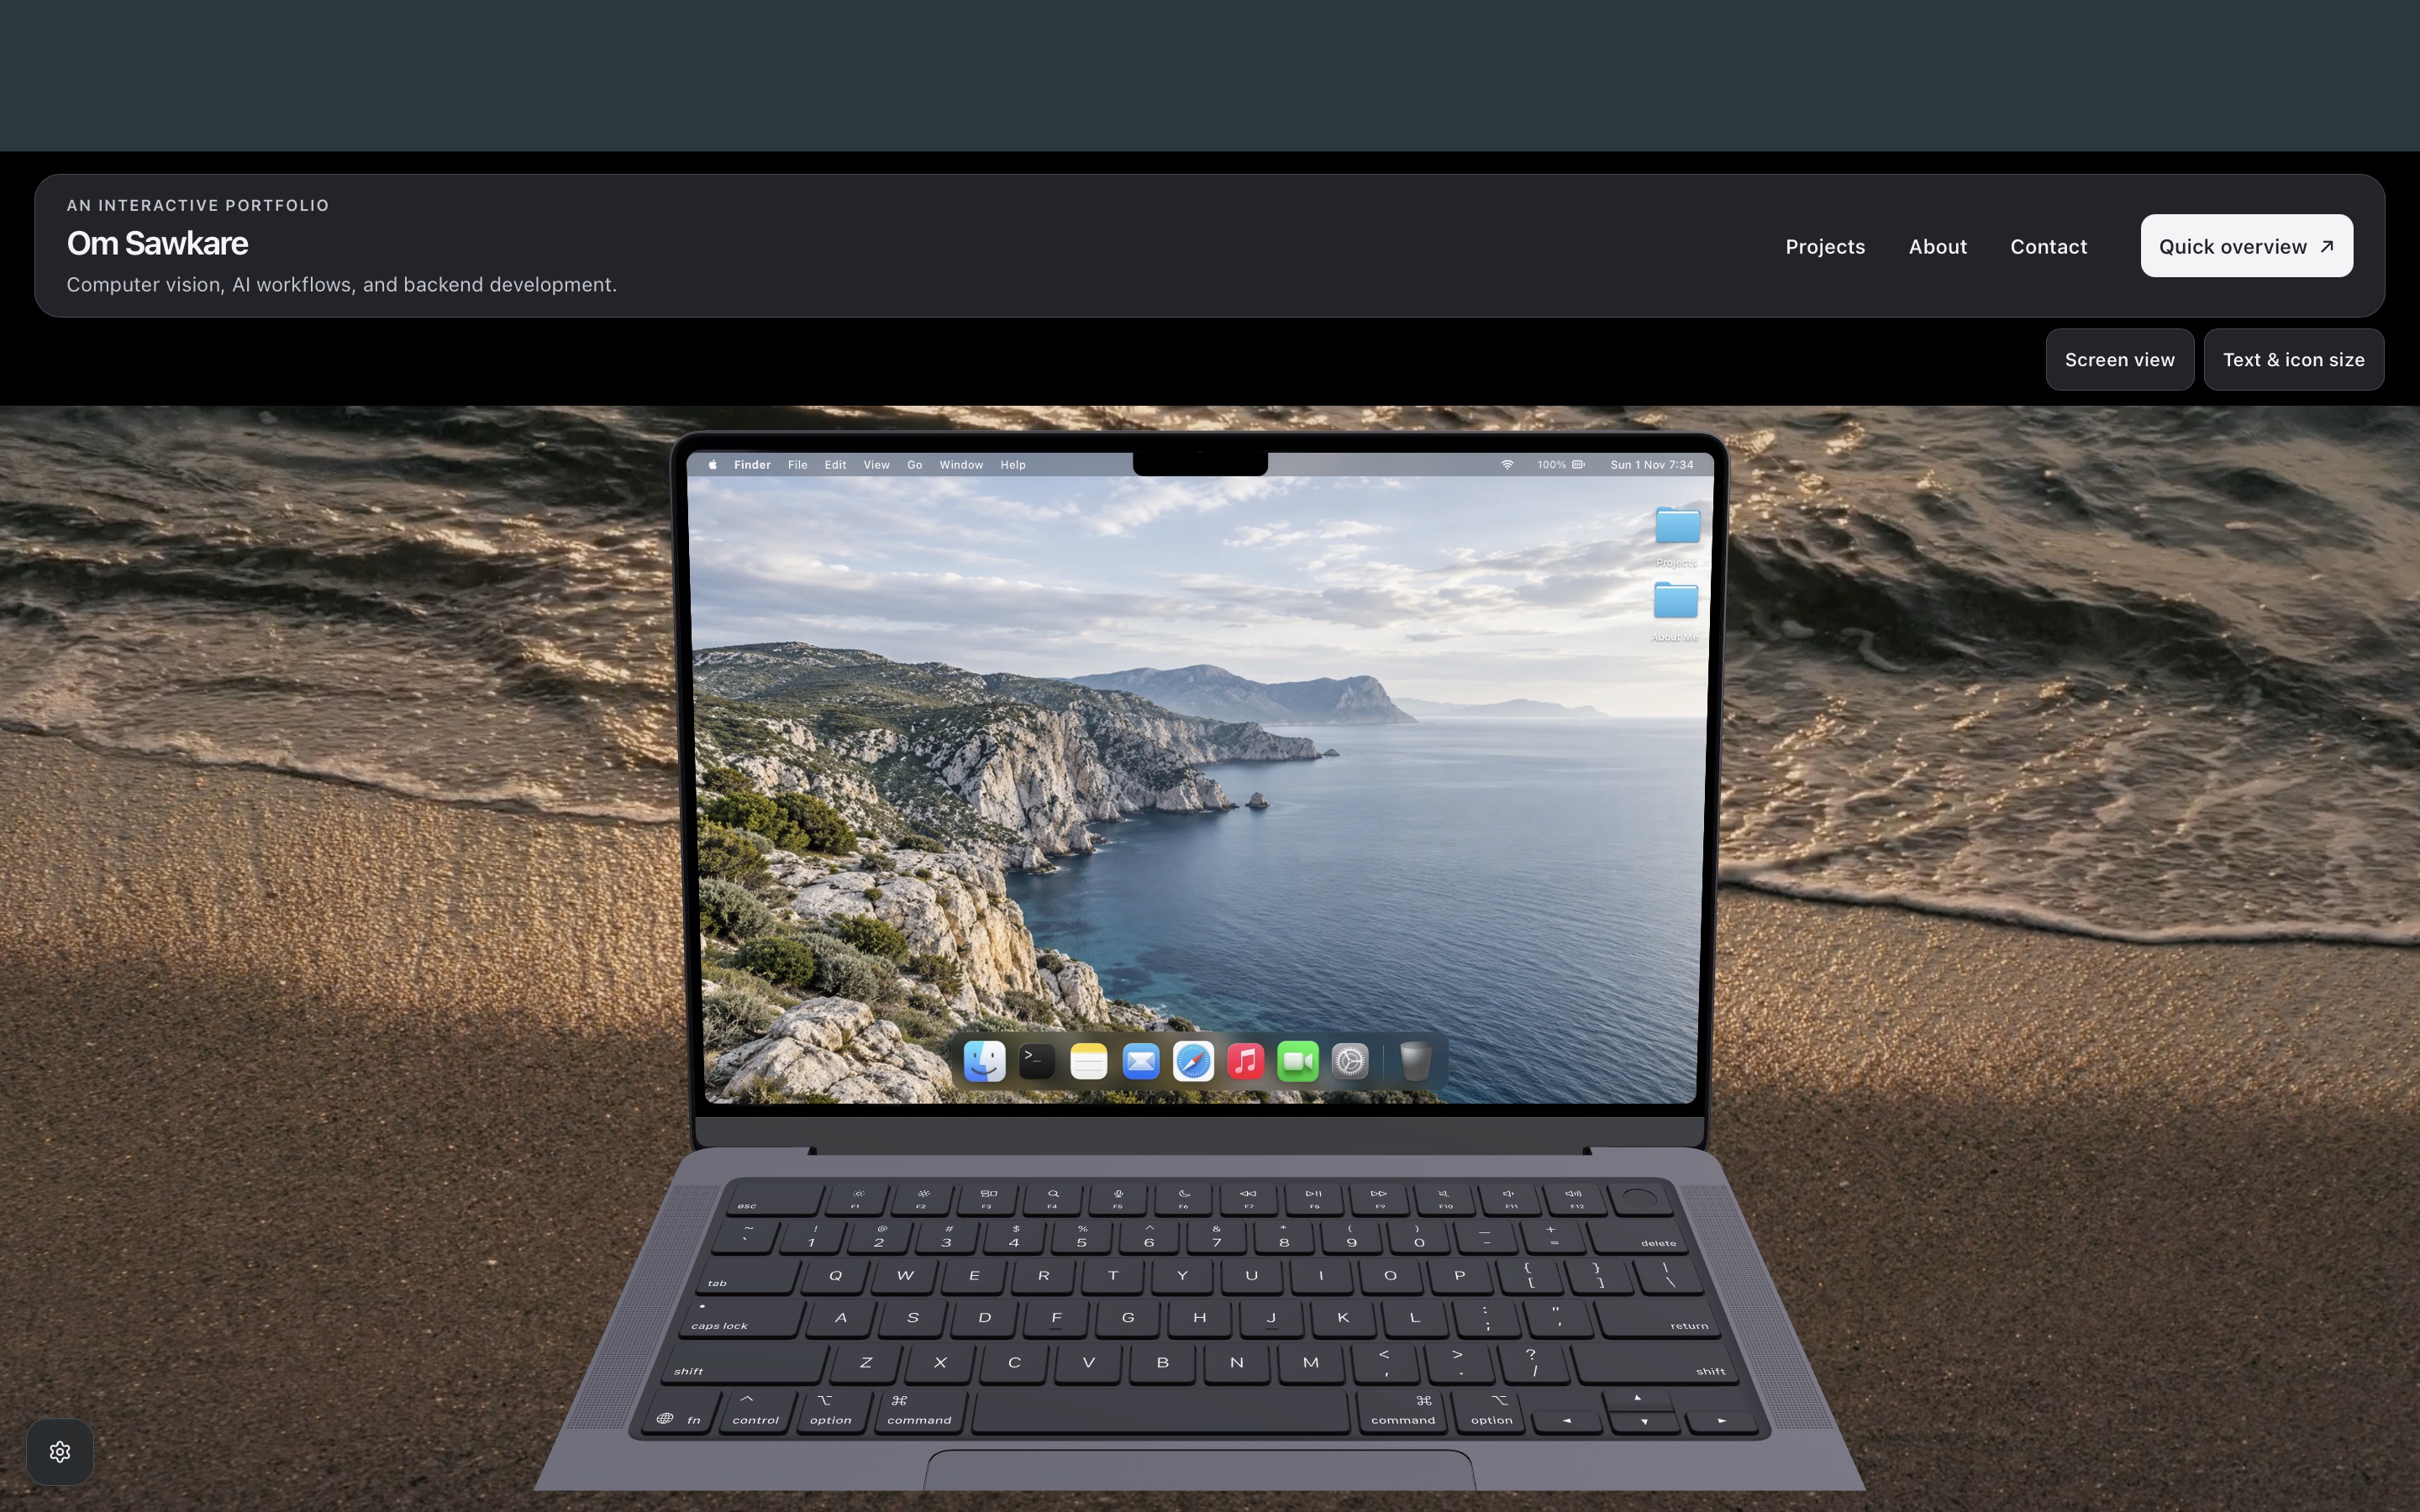 AN INTERACTIVE PORTFOLIO
Om Sawkare
Computer vision, AI workflows, and backend development.
Projects About Contact Quick overview
Screen view Text & icon size
Finder File Edit View Go Window Help 100% Sun 1 Nov 7:34
Projects
About Me
>_
esc F1 F2 F3 F4 F5 F6 F7 F8 F9 F10 F11 F12
~ ! @ # $ % ^ & * ( ) — +
` 1 2 3 4 5 6 7 8 9 0 - = delete
tab Q W E R T Y U I O P { [ } ] | \
caps lock A S D F G H J K L : ; " ' return
shift Z X C V B N M < , > . ? / shift
fn control option command command option